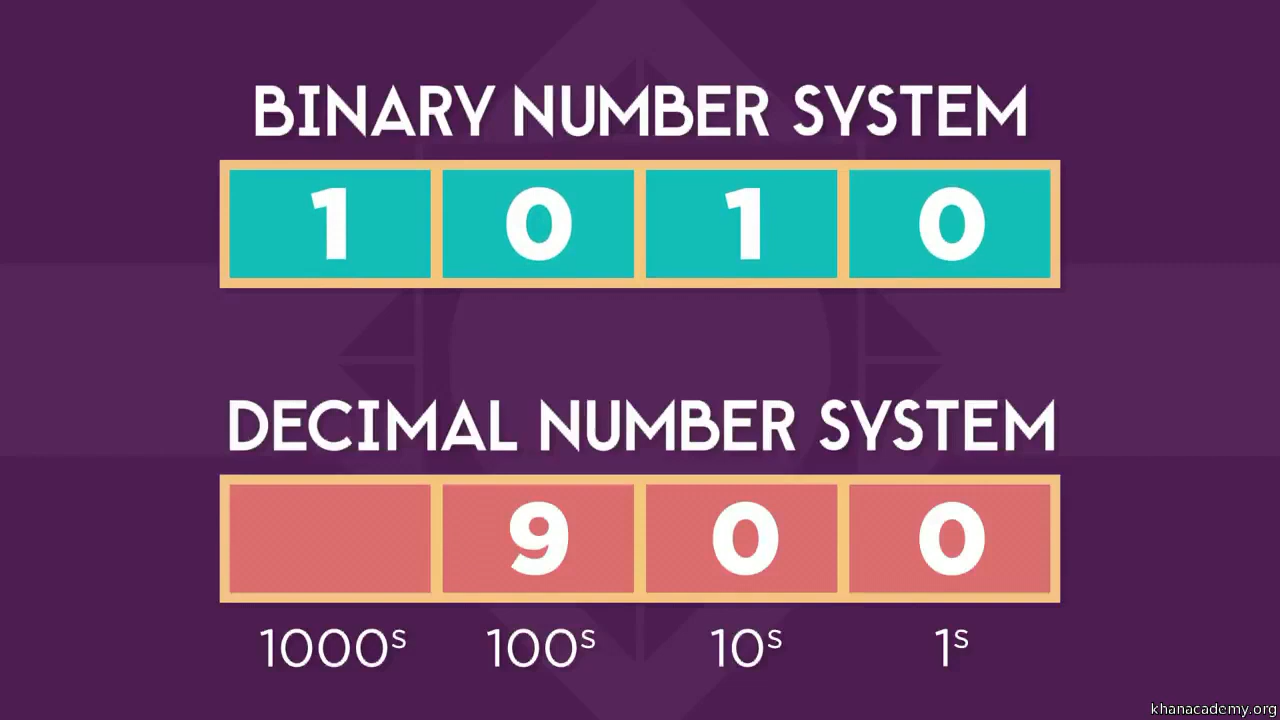 BINARY NUMBER SYSTEM
1 0 1 0
DECIMAL NUMBER SYSTEM
9 0 0
1000s 100s 10s 1s
khanacademy.org